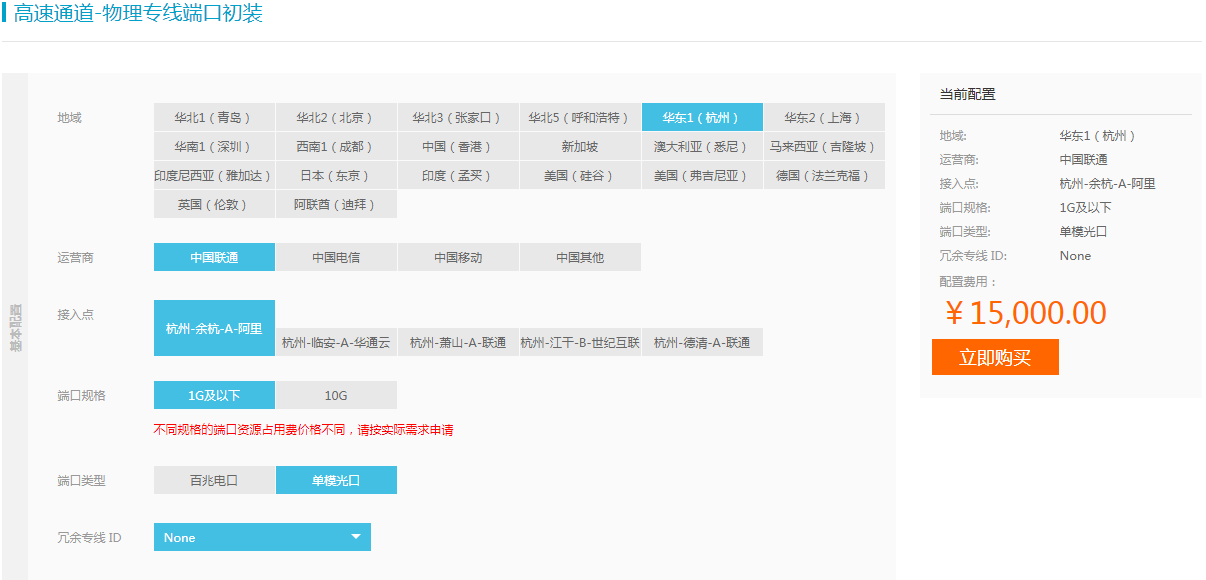 高速通道-物理专线端口初装
基本配置
地域
华北1（青岛） 华北2（北京） 华北3（张家口） 华北5（呼和浩特） 华东1（杭州） 华东2（上海）
华南1（深圳） 西南1（成都） 中国（香港） 新加坡 澳大利亚（悉尼） 马来西亚（吉隆坡）
印度尼西亚（雅加达） 日本（东京） 印度（孟买） 美国（硅谷） 美国（弗吉尼亚） 德国（法兰克福）
英国（伦敦） 阿联酋（迪拜）
运营商 中国联通 中国电信 中国移动 中国其他
接入点
杭州-余杭-A-阿里 杭州-临安-A-华通云 杭州-萧山-A-联通 杭州-江干-B-世纪互联 杭州-德清-A-联通
端口规格 1G及以下 10G
不同规格的端口资源占用费价格不同，请按实际需求申请
端口类型 百兆电口 单模光口
冗余专线 ID None
当前配置
地域: 华东1（杭州）
运营商: 中国联通
接入点: 杭州-余杭-A-阿里
端口规格: 1G及以下
端口类型: 单模光口
冗余专线 ID: None
配置费用：
¥ 15,000.00
立即购买